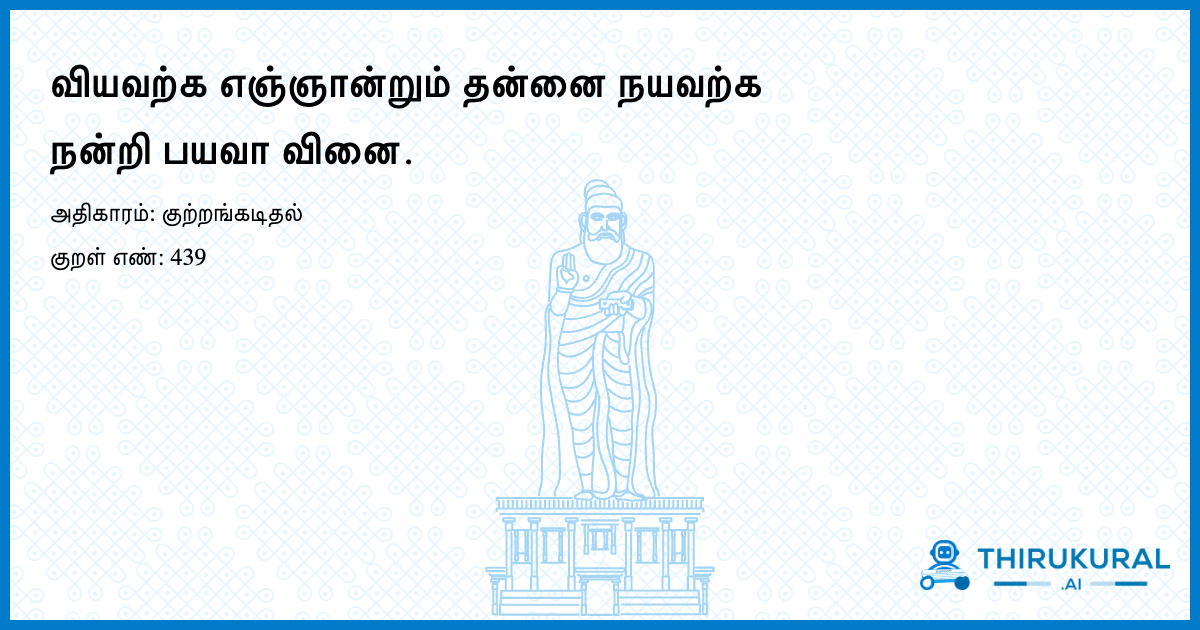 வியவற்க எஞ்ஞான்றும் தன்னை நயவற்க
நன்றி பயவா வினை.
அதிகாரம்: குற்றங்கடிதல்
குறள் எண்: 439
THIRUKURAL
.AI